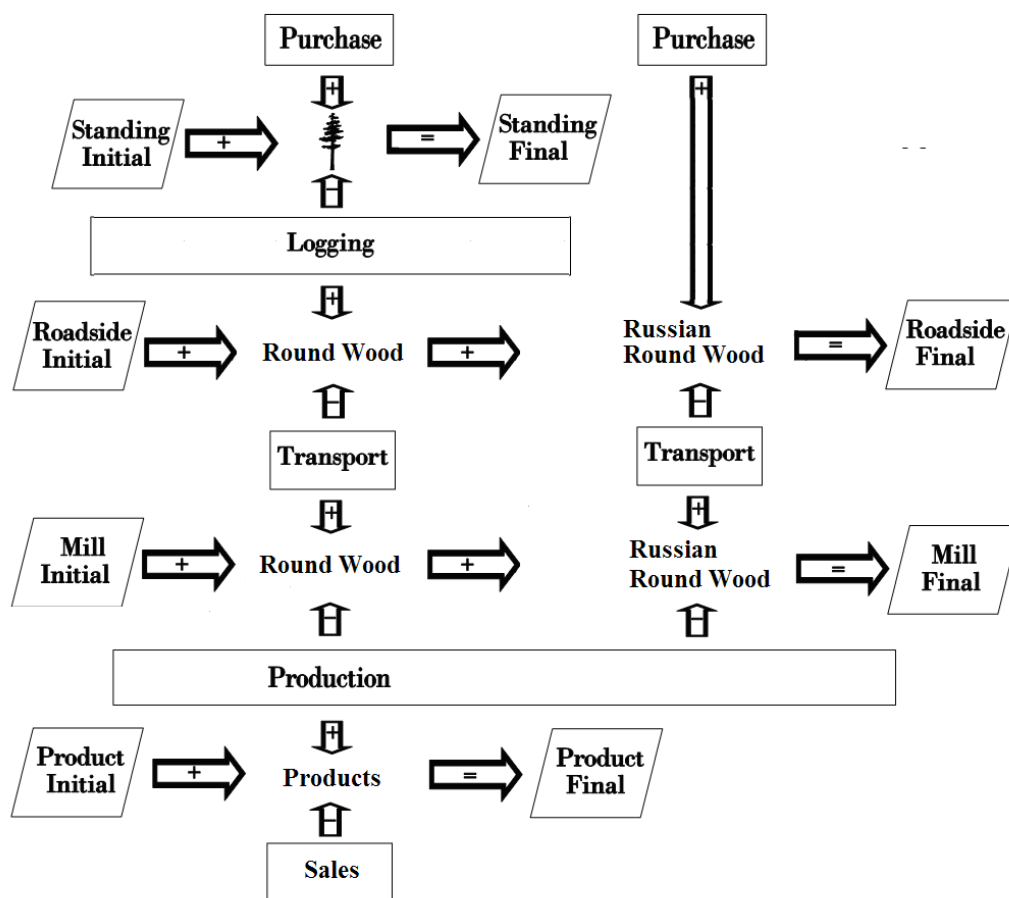 Purchase
Purchase
+
+
Standing
Initial
+
=
Standing
Final
- -
−
Logging
+
Roadside
Initial
+
Round Wood
+
Russian
Round Wood
=
Roadside
Final
−
−
Transport
Transport
+
+
Mill
Initial
+
Round Wood
+
Russian
Round Wood
=
Mill
Final
−
−
Production
+
Product
Initial
+
Products
=
Product
Final
−
Sales